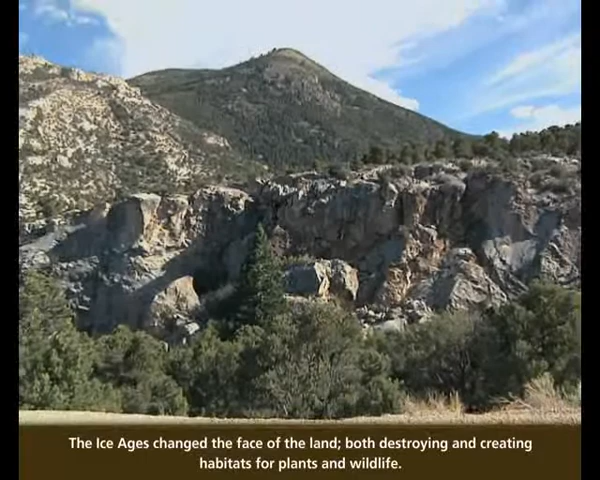 The Ice Ages changed the face of the land; both destroying and creating
habitats for plants and wildlife.